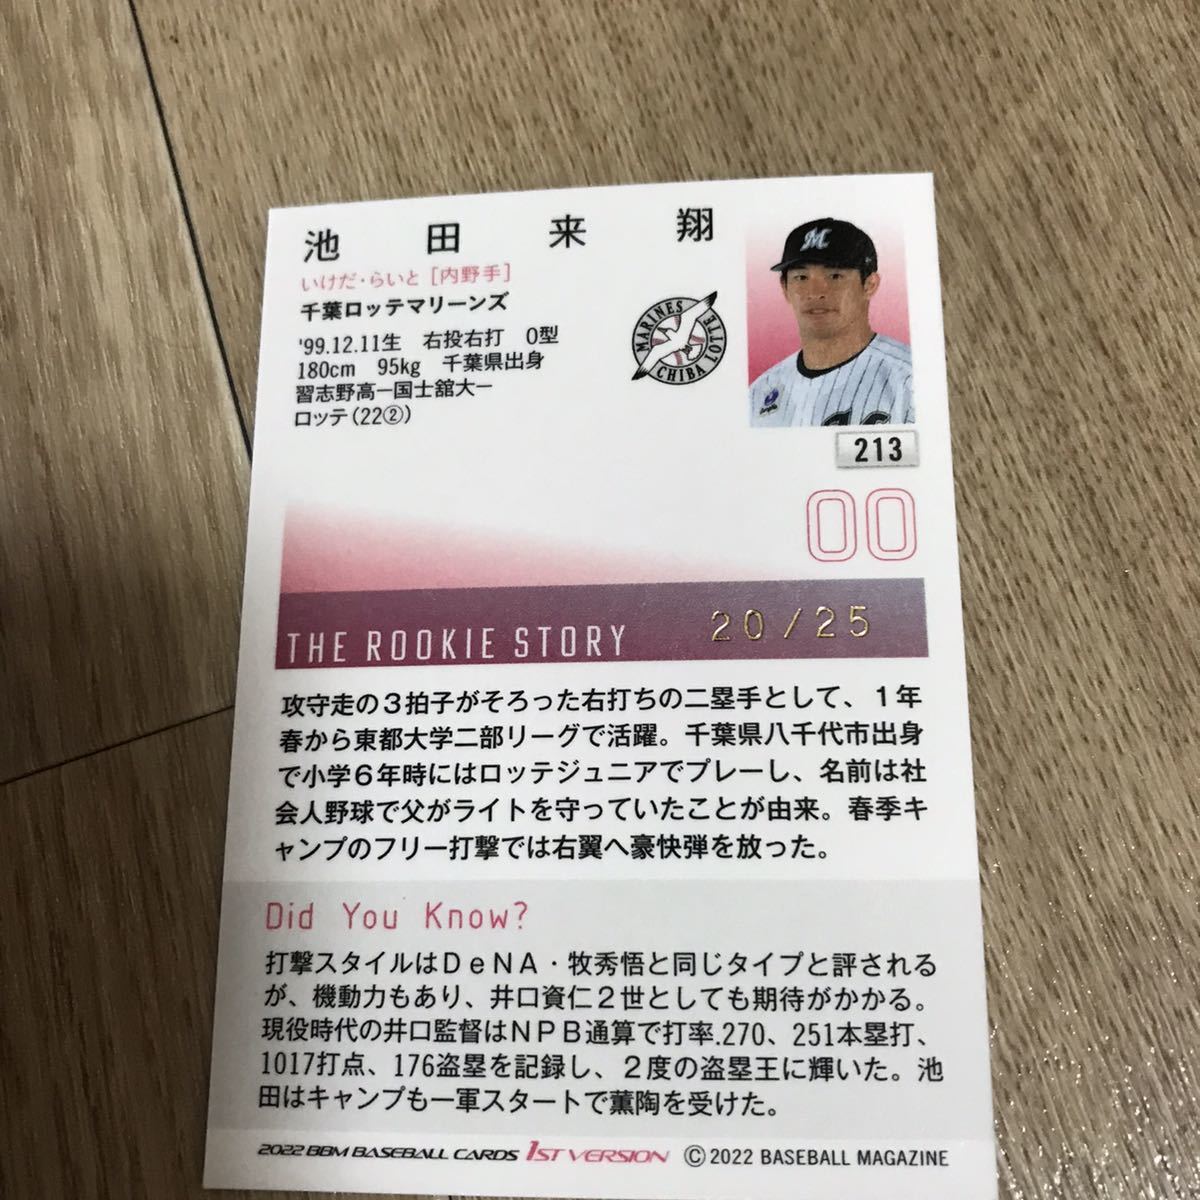 池田来翔
いけだ・らいと [内野手]
千葉ロッテマリーンズ
'99.12.11生 右投右打 O型
180cm 95kg 千葉県出身
習志野高―国士舘大―
ロッテ(22②)
MARINES
CHIBA LOTTE
M
213
00
THE ROOKIE STORY
20/25
攻守走の3拍子がそろった右打ちの二塁手として、1年
春から東都大学二部リーグで活躍。千葉県八千代市出身
で小学6年時にはロッテジュニアでプレーし、名前は社
会人野球で父がライトを守っていたことが由来。春季キ
ャンプのフリー打撃では右翼へ豪快弾を放った。
Did You Know?
打撃スタイルはDeNA・牧秀悟と同じタイプと評される
が、機動力もあり、井口資仁2世としても期待がかかる。
現役時代の井口監督はNPB通算で打率.270、251本塁打、
1017打点、176盗塁を記録し、2度の盗塁王に輝いた。池
田はキャンプも一軍スタートで薫陶を受けた。
2022 BBM BASEBALL CARDS 1ST VERSION ©2022 BASEBALL MAGAZINE